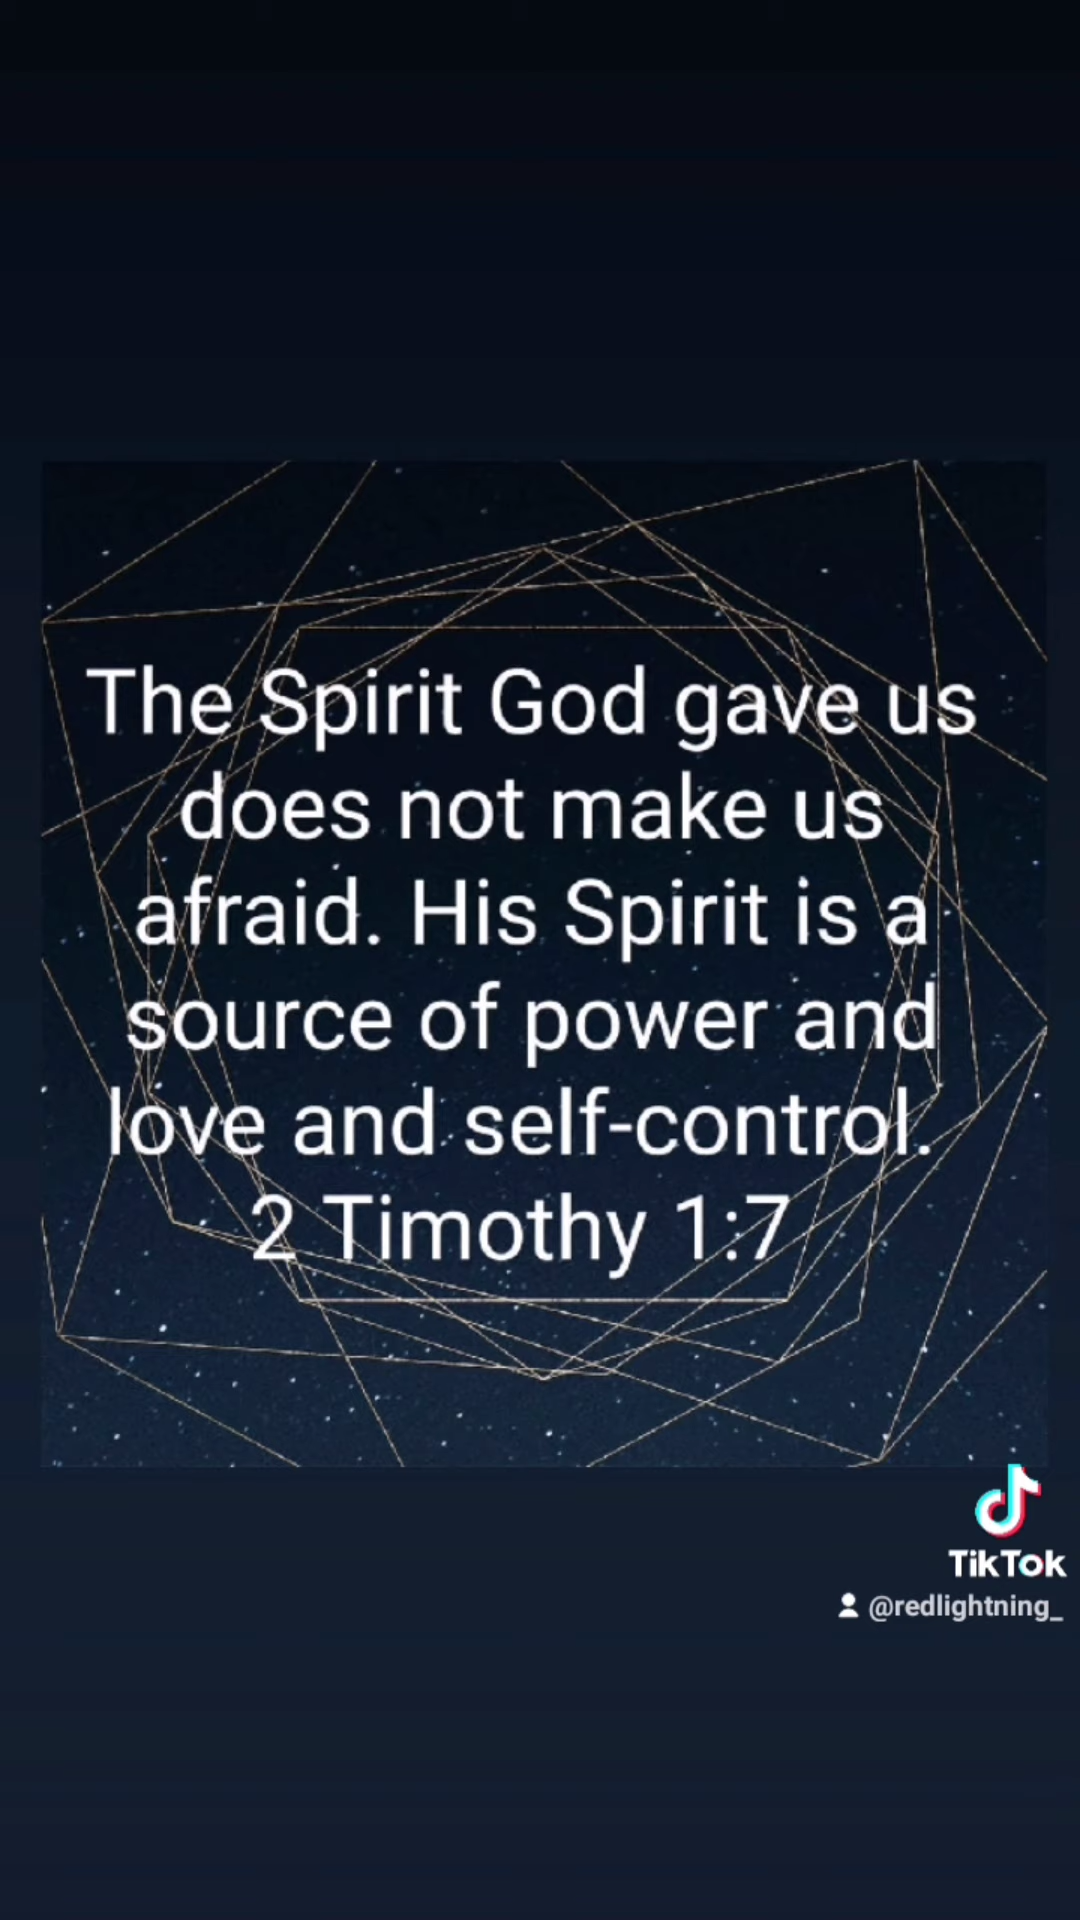 The Spirit God gave us
does not make us
afraid. His Spirit is a
source of power and
love and self-control.
2 Timothy 1:7
TikTok
@redlightning_